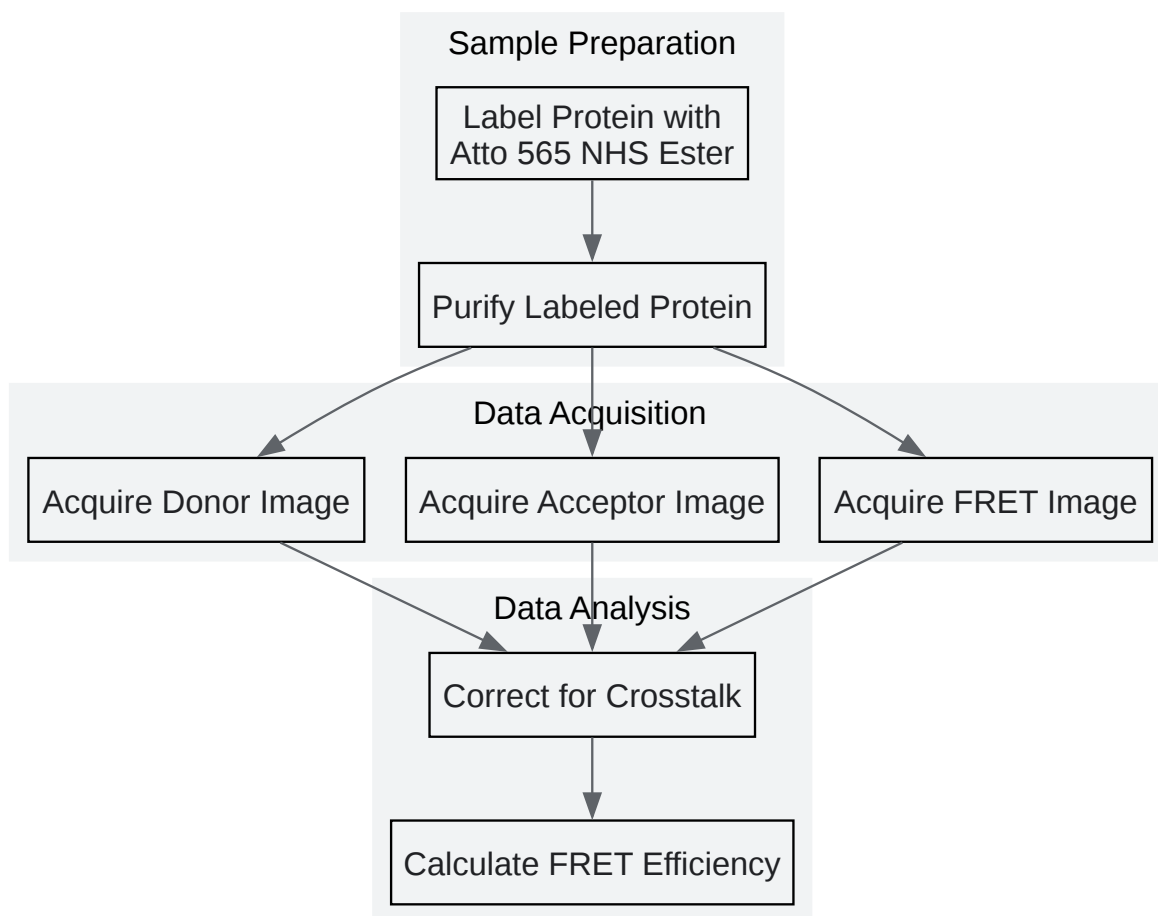 Sample Preparation
Label Protein with
Atto 565 NHS Ester
Purify Labeled Protein
Data Acquisition
Acquire Donor Image
Acquire Acceptor Image
Acquire FRET Image
Data Analysis
Correct for Crosstalk
Calculate FRET Efficiency